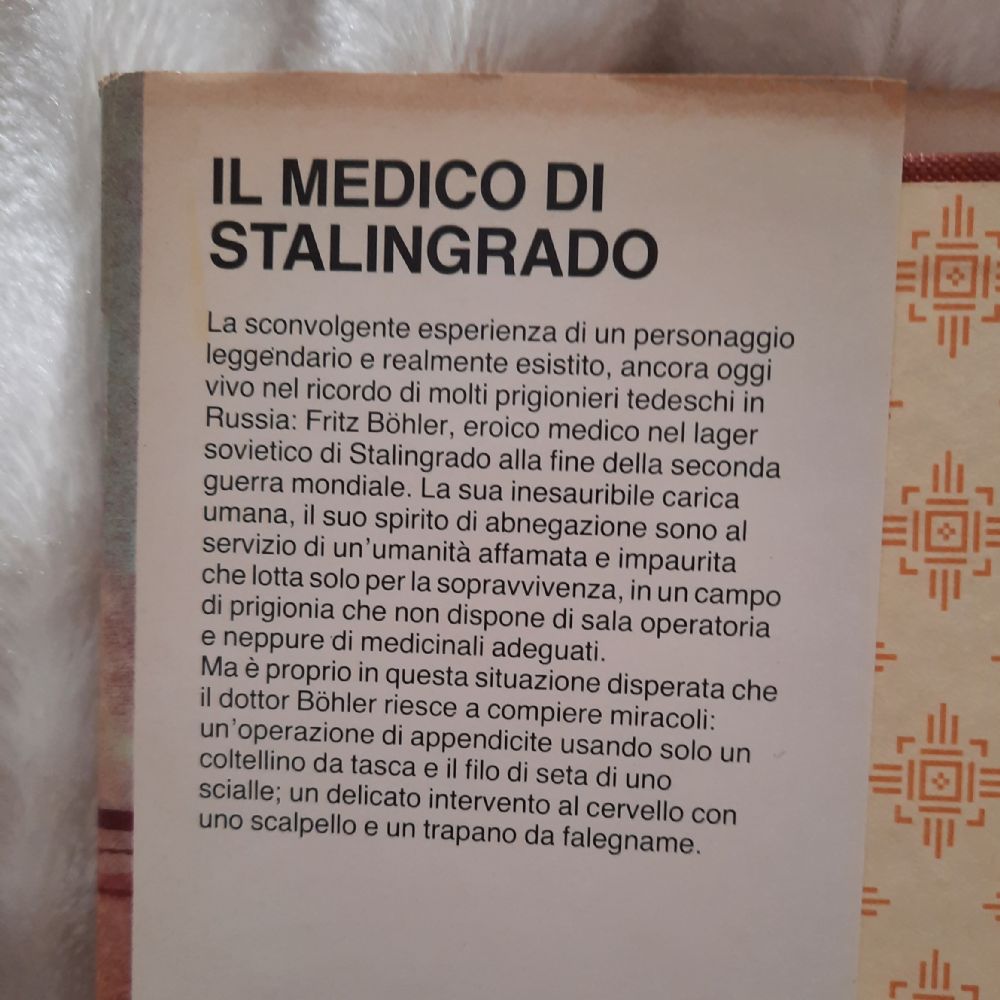 IL MEDICO DI
STALINGRADO
La sconvolgente esperienza di un personaggio
leggendario e realmente esistito, ancora oggi
vivo nel ricordo di molti prigionieri tedeschi in
Russia: Fritz Böhler, eroico medico nel lager
sovietico di Stalingrado alla fine della seconda
guerra mondiale. La sua inesauribile carica
umana, il suo spirito di abnegazione sono al
servizio di un'umanità affamata e impaurita
che lotta solo per la sopravvivenza, in un campo
di prigionia che non dispone di sala operatoria
e neppure di medicinali adeguati.
Ma è proprio in questa situazione disperata che
il dottor Böhler riesce a compiere miracoli:
un'operazione di appendicite usando solo un
coltellino da tasca e il filo di seta di uno
scialle; un delicato intervento al cervello con
uno scalpello e un trapano da falegname.